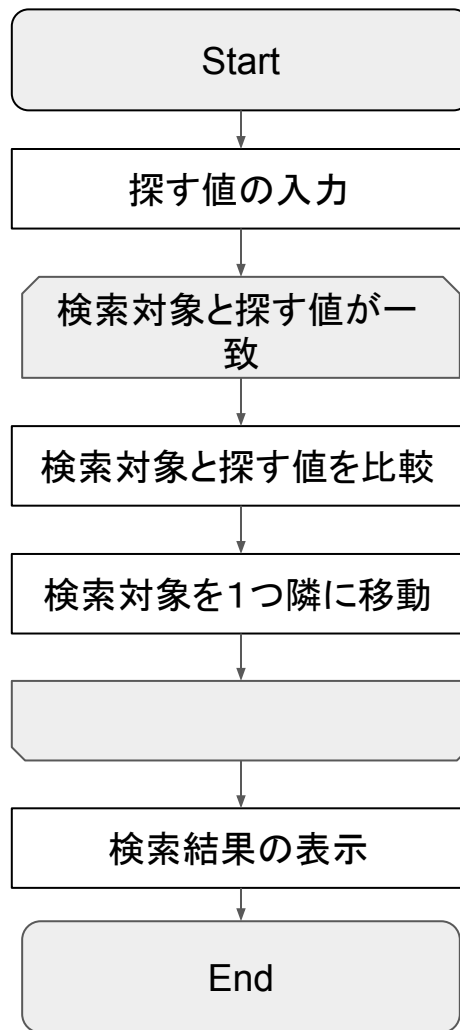 Start
探す値の入力
検索対象と探す値が一
致
検索対象と探す値を比較
検索対象を1つ隣に移動
検索結果の表示
End